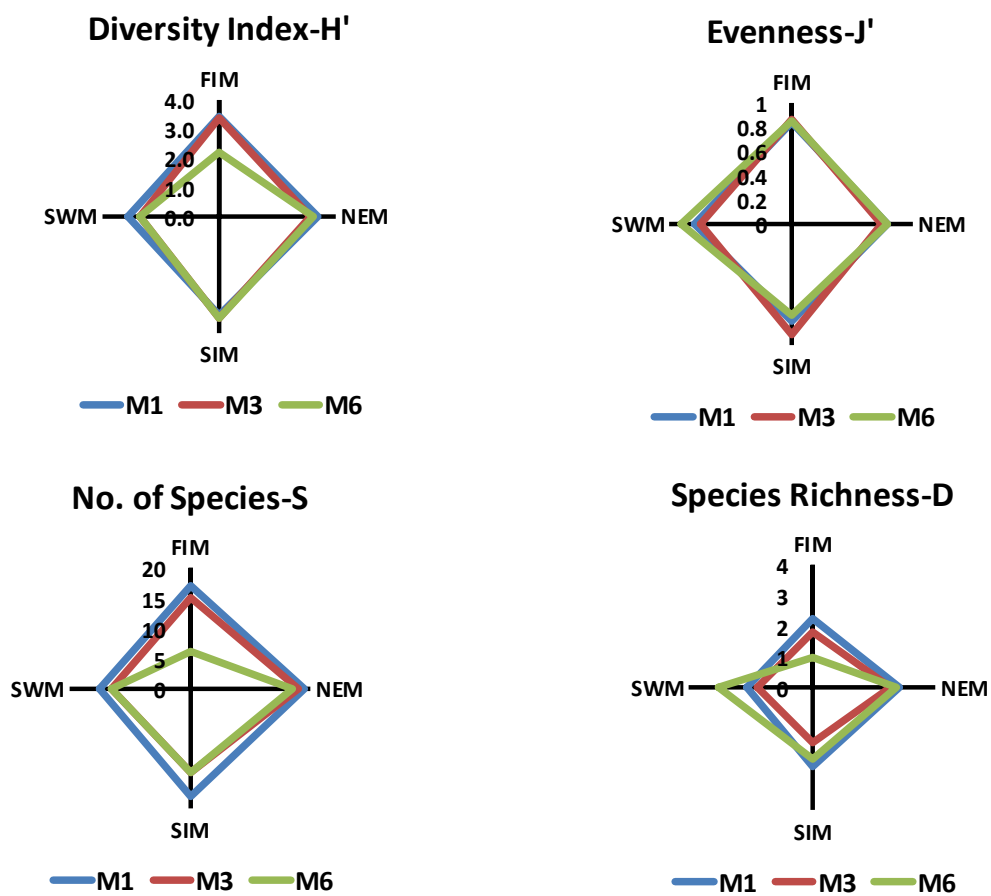 Diversity Index-H'
FIM
4.0
3.0
2.0
1.0
0.0
SWM
NEM
SIM
M1 M3 M6
Evenness-J'
FIM
1
0.8
0.6
0.4
0.2
0
SWM
NEM
SIM
M1 M3 M6
No. of Species-S
FIM
20
15
10
5
0
SWM
NEM
SIM
M1 M3 M6
Species Richness-D
FIM
4
3
2
1
0
SWM
NEM
SIM
M1 M3 M6